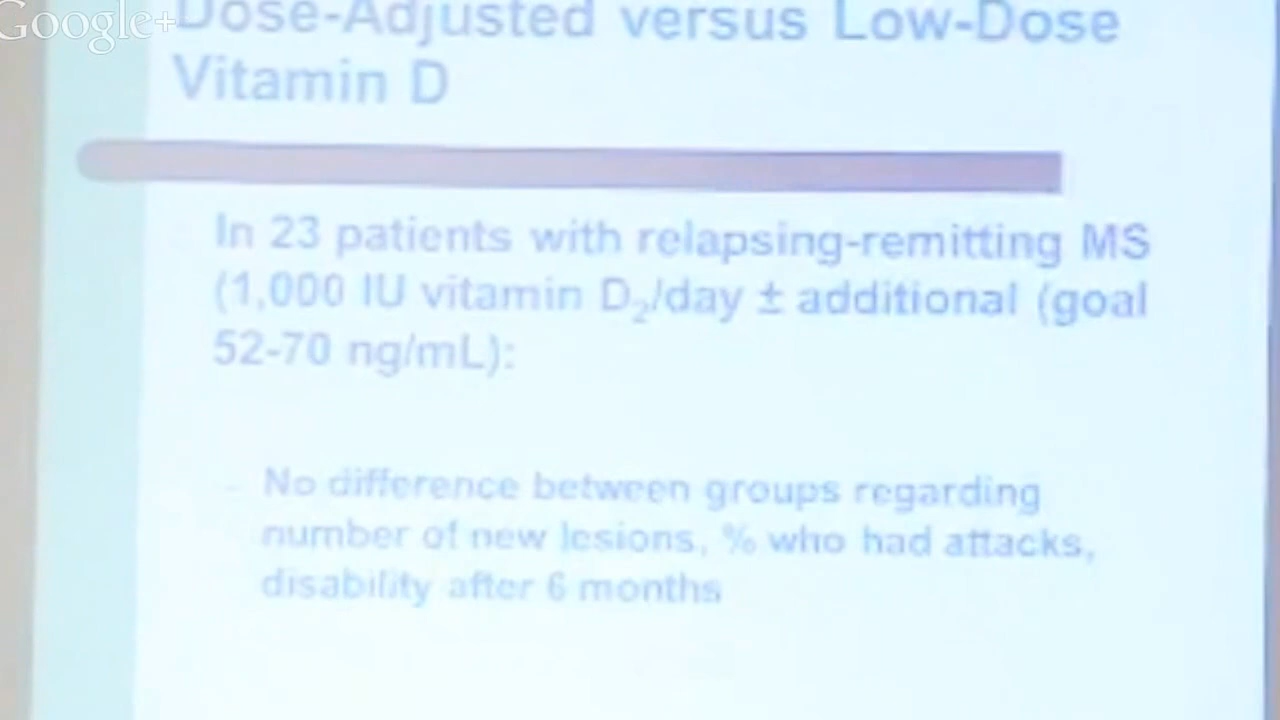 Google+
Dose-Adjusted versus Low-Dose
Vitamin D
In 23 patients with relapsing-remitting MS
(1,000 IU vitamin D₂/day ± additional (goal
52-70 ng/mL):
- No difference between groups regarding
number of new lesions, % who had attacks,
disability after 6 months